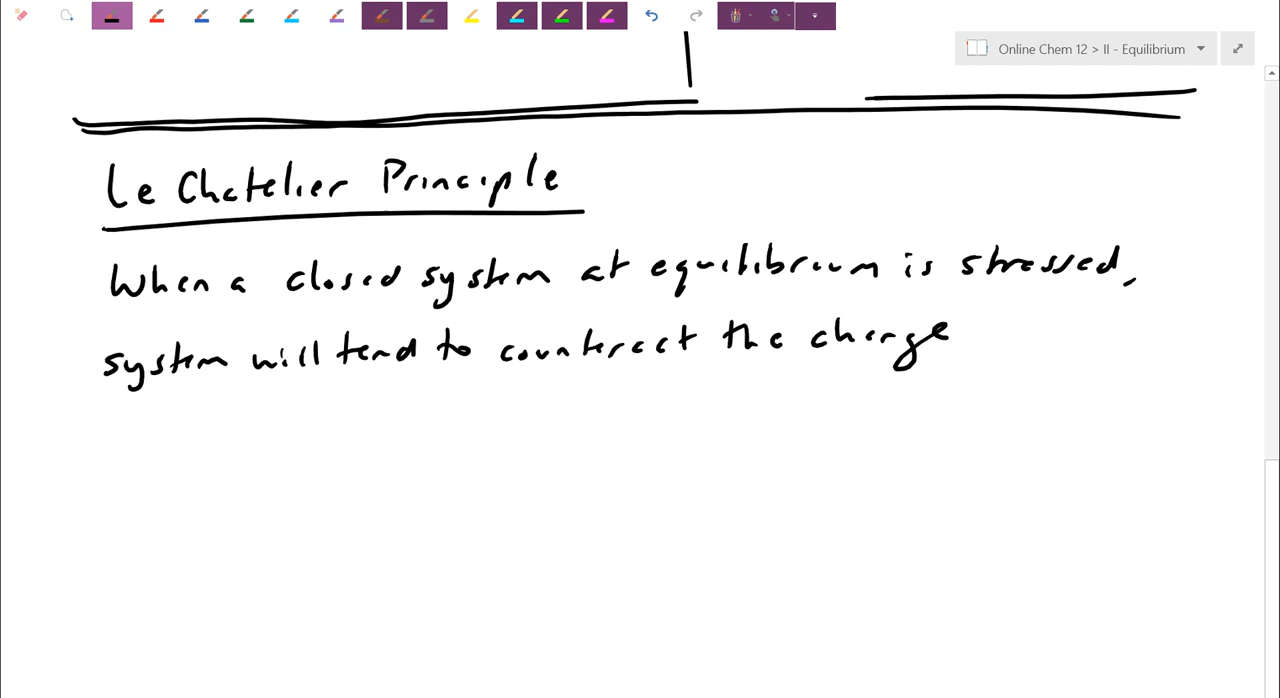 Online Chem 12 > II - Equilibrium
Le Chatelier Principle
When a closed system at equilibrium is stressed,
system will tend to counteract the change